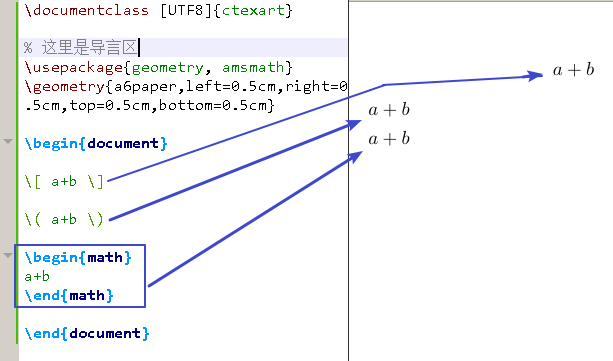 \documentclass [UTF8]{ctexart}
% 这里是导言区
\usepackage{geometry, amsmath}
\geometry{a6paper,left=0.5cm,right=0
.5cm,top=0.5cm,bottom=0.5cm}
\begin{document}
\[ a+b \]
\( a+b \)
\begin{math}
a+b
\end{math}
\end{document}
a + b
a + b
a + b